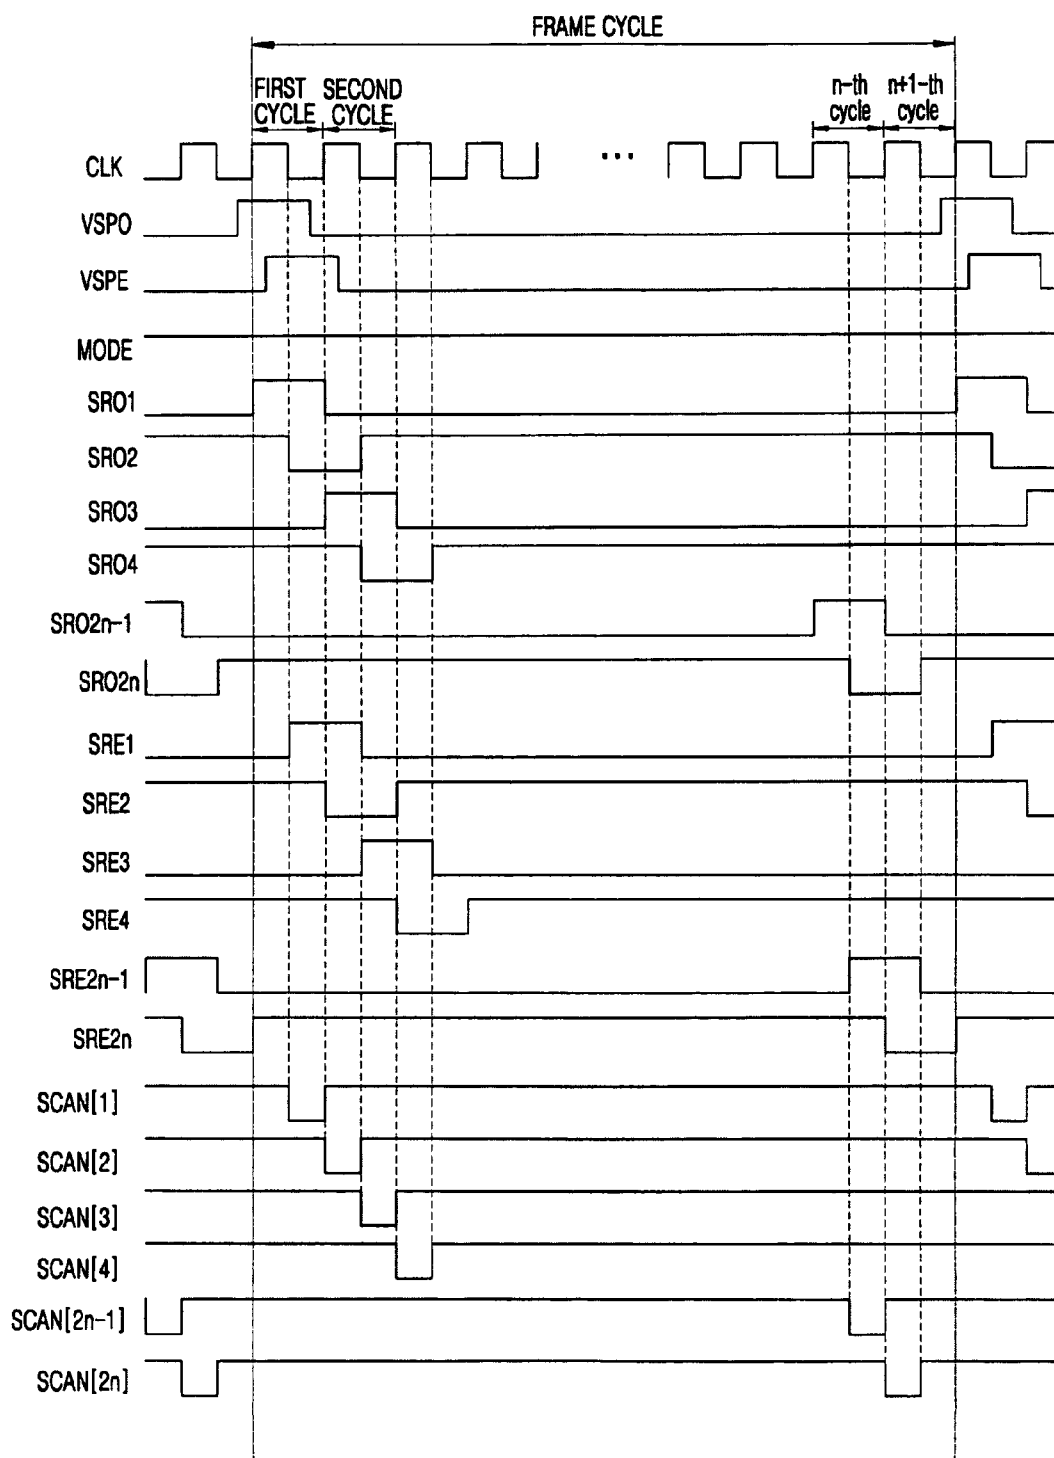 FRAME CYCLE
FIRST CYCLE
SECOND CYCLE
n-th cycle
n+1-th cycle
CLK
...
VSPO
VSPE
MODE
SRO1
SRO2
SRO3
SRO4
SRO2n-1
SRO2n
SRE1
SRE2
SRE3
SRE4
SRE2n-1
SRE2n
SCAN[1]
SCAN[2]
SCAN[3]
SCAN[4]
SCAN[2n-1]
SCAN[2n]